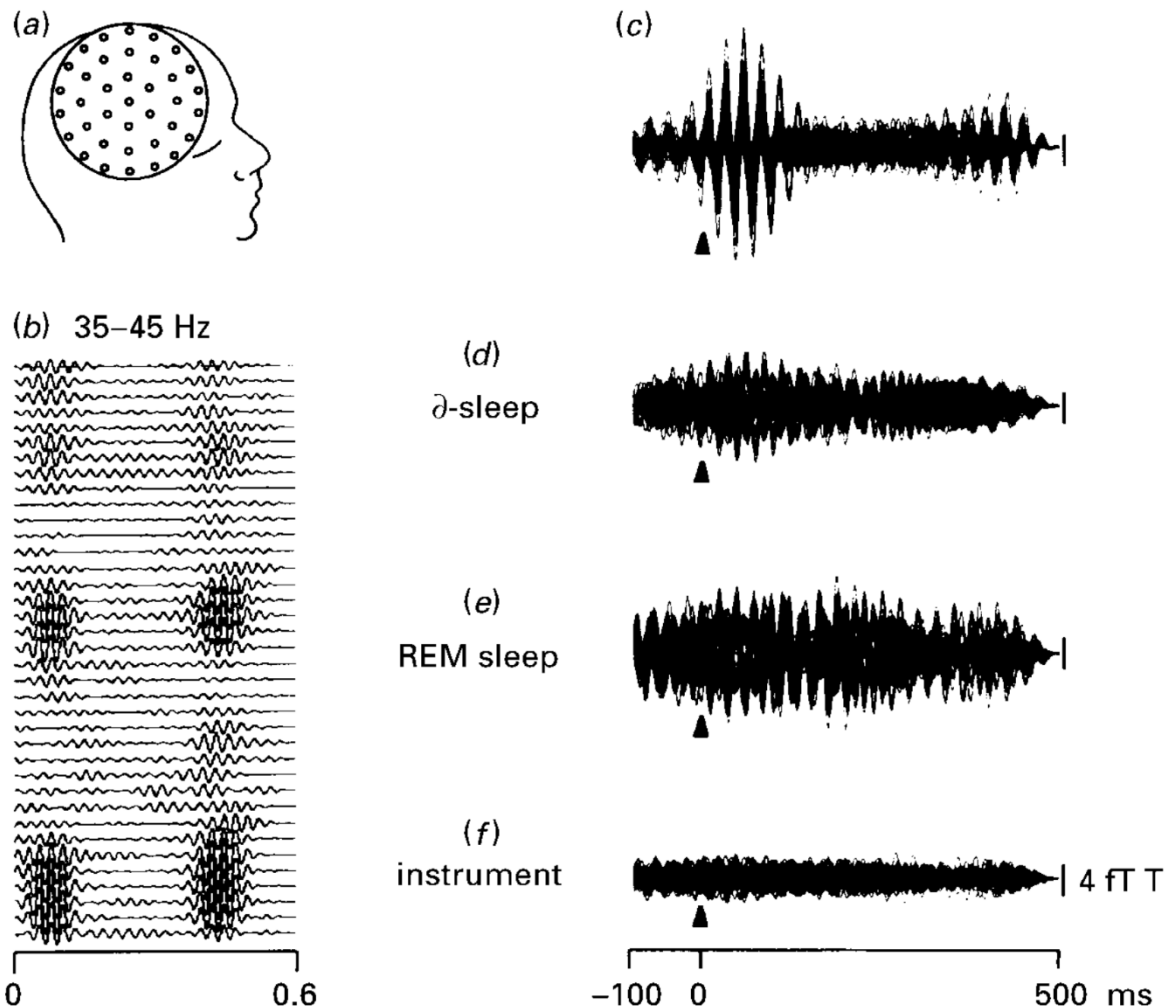 (a)
(c)
(b) 35–45 Hz
(d)
∂-sleep
(e)
REM sleep
(f)
instrument
4 fT T
0
0.6
−100
0
500
ms